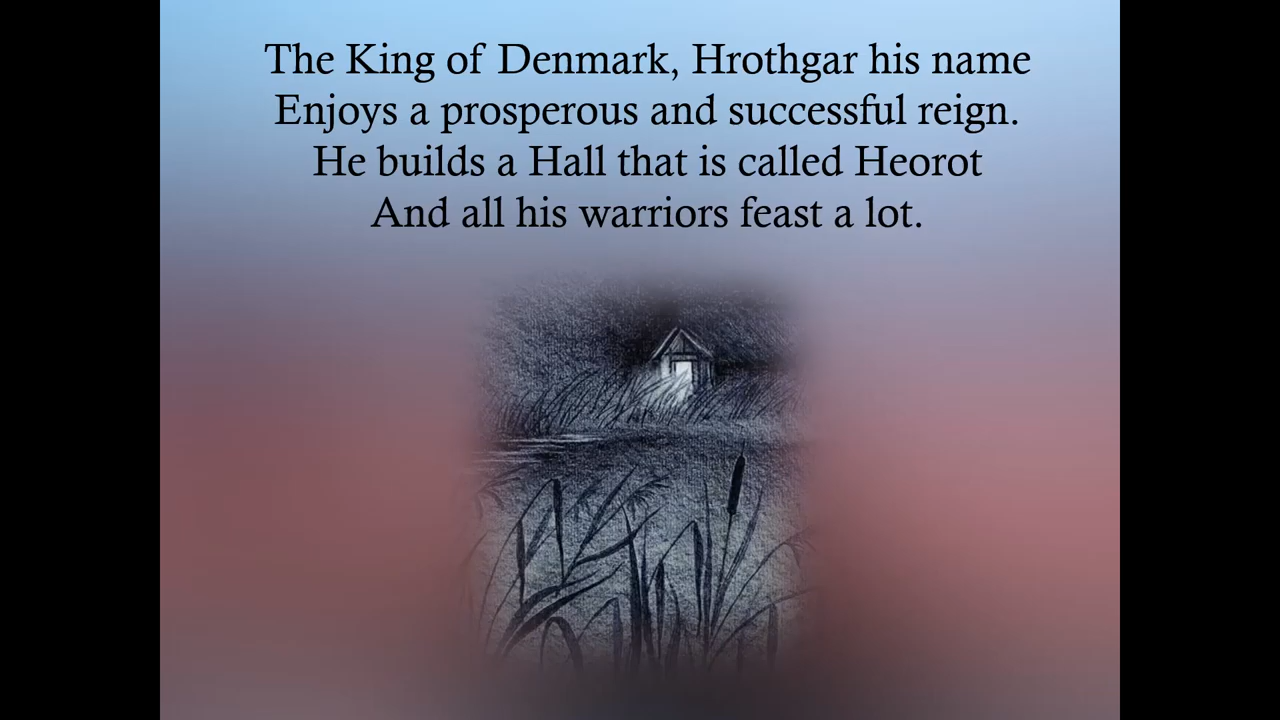 The King of Denmark, Hrothgar his name
Enjoys a prosperous and successful reign.
He builds a Hall that is called Heorot
And all his warriors feast a lot.